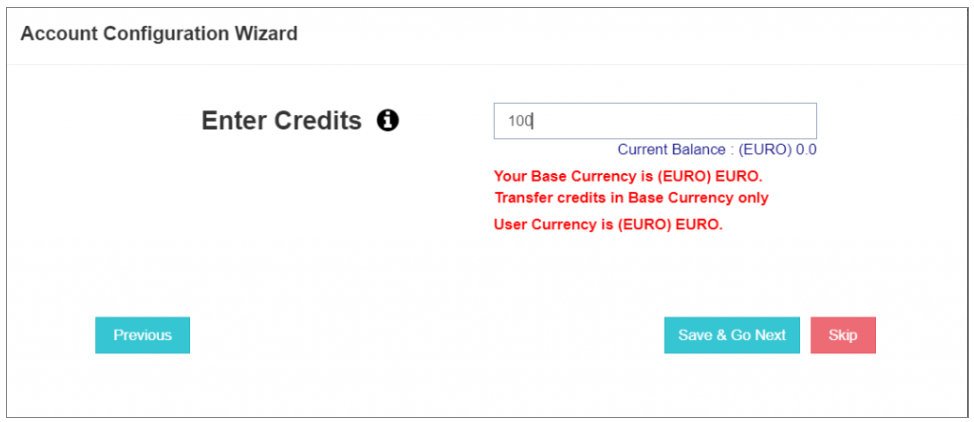 Account Configuration Wizard
Enter Credits
100
Current Balance : (EURO) 0.0
Your Base Currency is (EURO) EURO.
Transfer credits in Base Currency only
User Currency is (EURO) EURO.
Previous
Save & Go Next
Skip